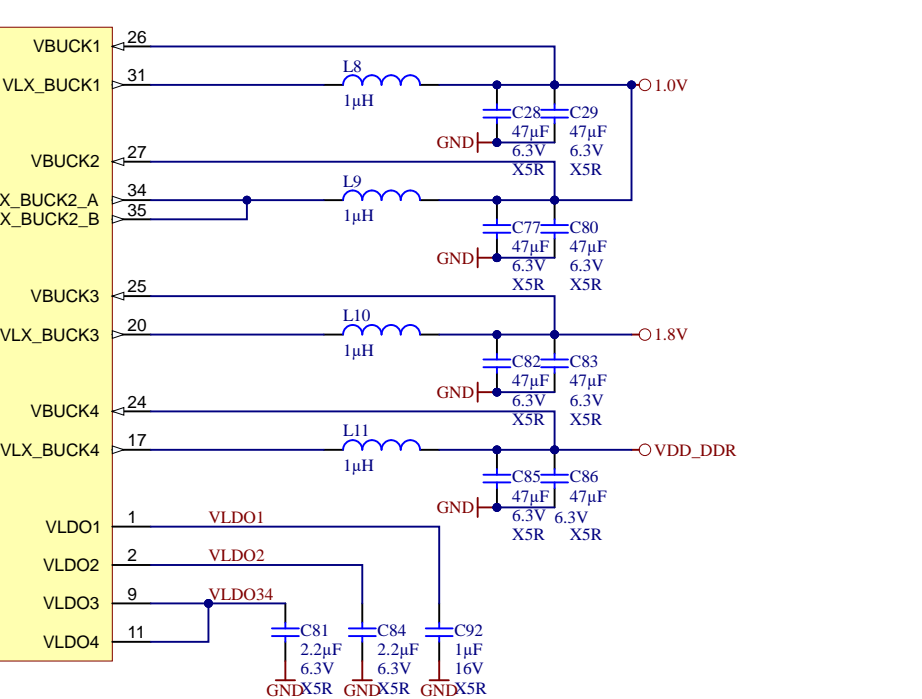 VBUCK1 26
VLX_BUCK1 31 L8 1.0V
1µH
C28 C29
47µF 47µF
GND
6.3V 6.3V
X5R X5R
VBUCK2 27
X_BUCK2_A 34 L9
X_BUCK2_B 35 1µH
C77 C80
47µF 47µF
GND
6.3V 6.3V
X5R X5R
VBUCK3 25
VLX_BUCK3 20 L10 1.8V
1µH
C82 C83
47µF 47µF
GND
6.3V 6.3V
X5R X5R
VBUCK4 24
VLX_BUCK4 17 L11 VDD_DDR
1µH
C85 C86
47µF 47µF
GND
6.3V 6.3V
X5R X5R
VLDO1 1 VLDO1
VLDO2 2 VLDO2
VLDO3 9 VLDO34
VLDO4 11
C81 C84 C92
2.2µF 2.2µF 1µF
6.3V 6.3V 16V
GND X5R GND X5R GND X5R